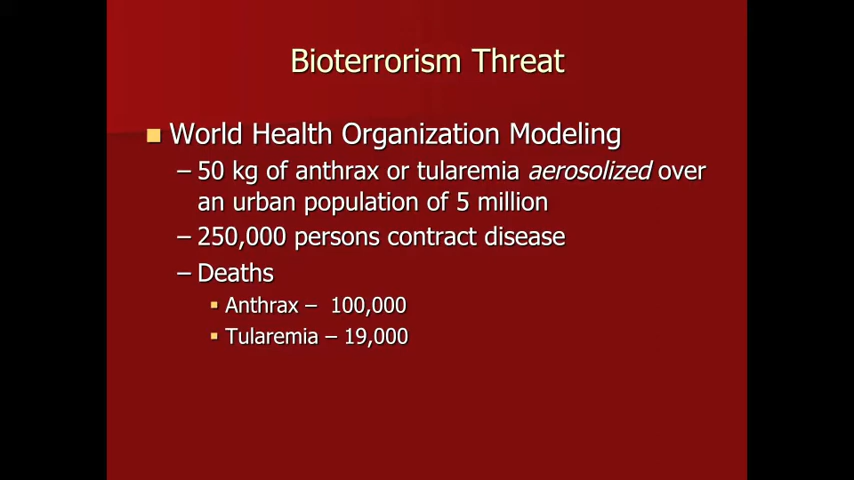 Bioterrorism Threat
World Health Organization Modeling
– 50 kg of anthrax or tularemia aerosolized over
an urban population of 5 million
– 250,000 persons contract disease
– Deaths
Anthrax – 100,000
Tularemia – 19,000